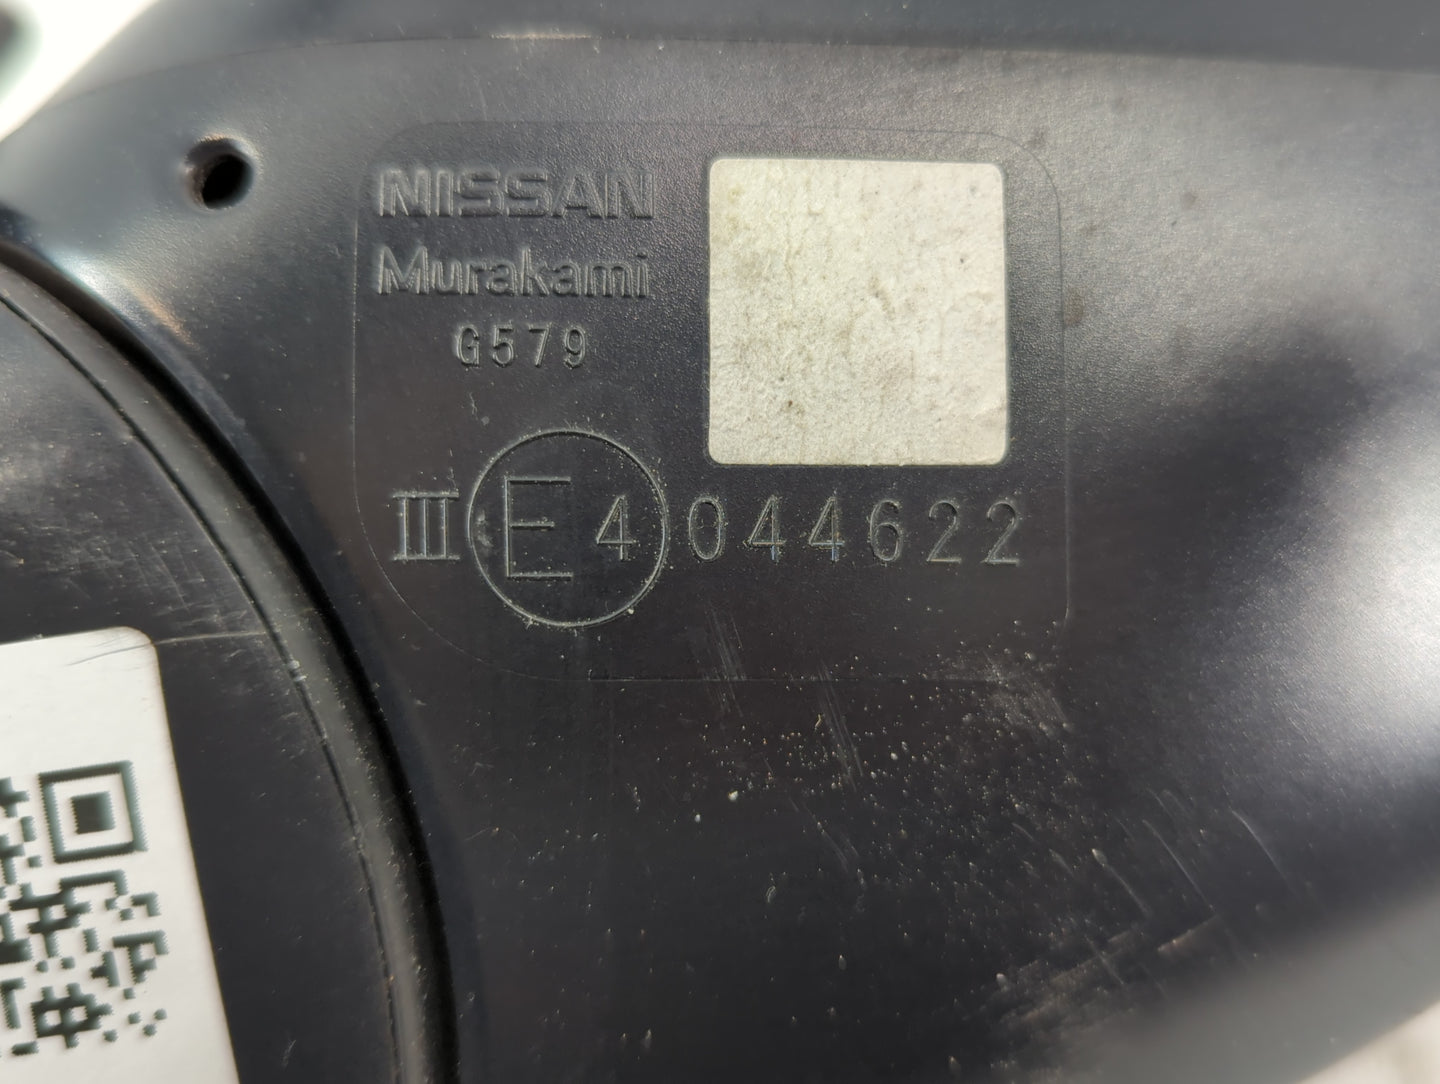 NISSAN
Murakami
G579
III E 4 044622